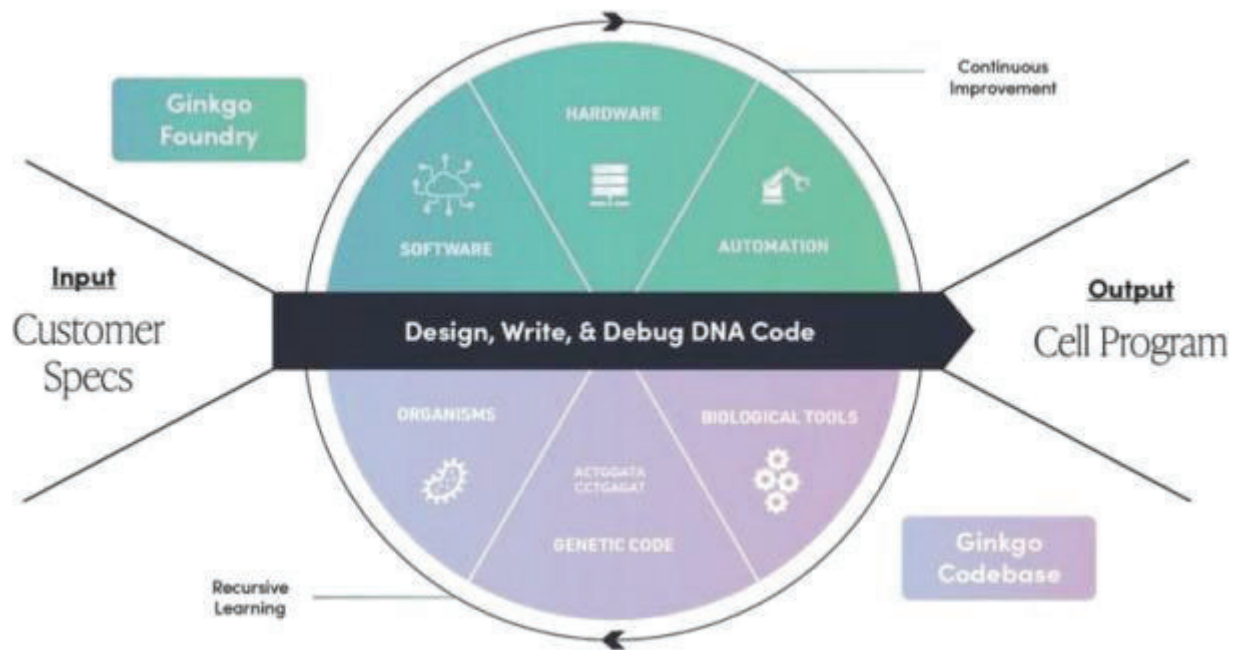 Ginkgo
Foundry
Continuous
Improvement
HARDWARE
SOFTWARE
AUTOMATION
Input
Customer
Specs
Design, Write, & Debug DNA Code
Output
Cell Program
ORGANISMS
BIOLOGICAL TOOLS
ACTGGATA
CCTGAGAT
GENETIC CODE
Ginkgo
Codebase
Recursive
Learning